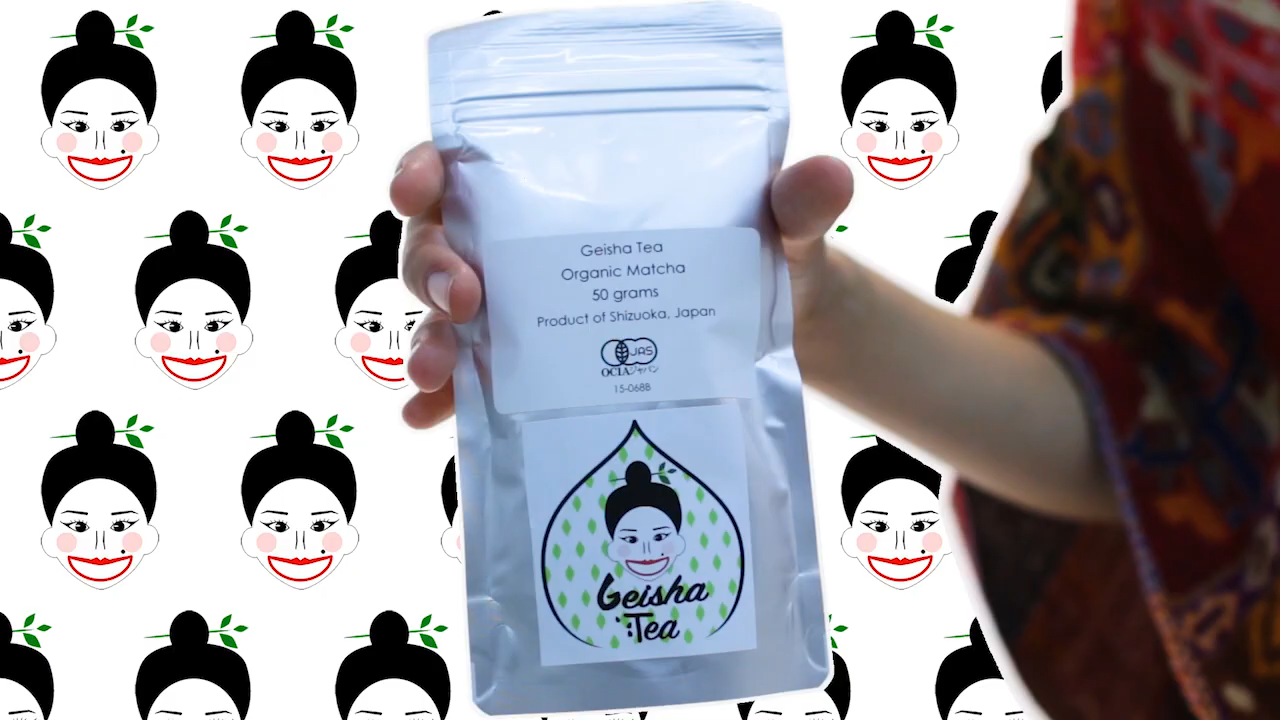 Geisha Tea
Organic Matcha
50 grams
Product of Shizuoka, Japan
JAS
OCIAジャパン
15-068B
Geisha
Tea